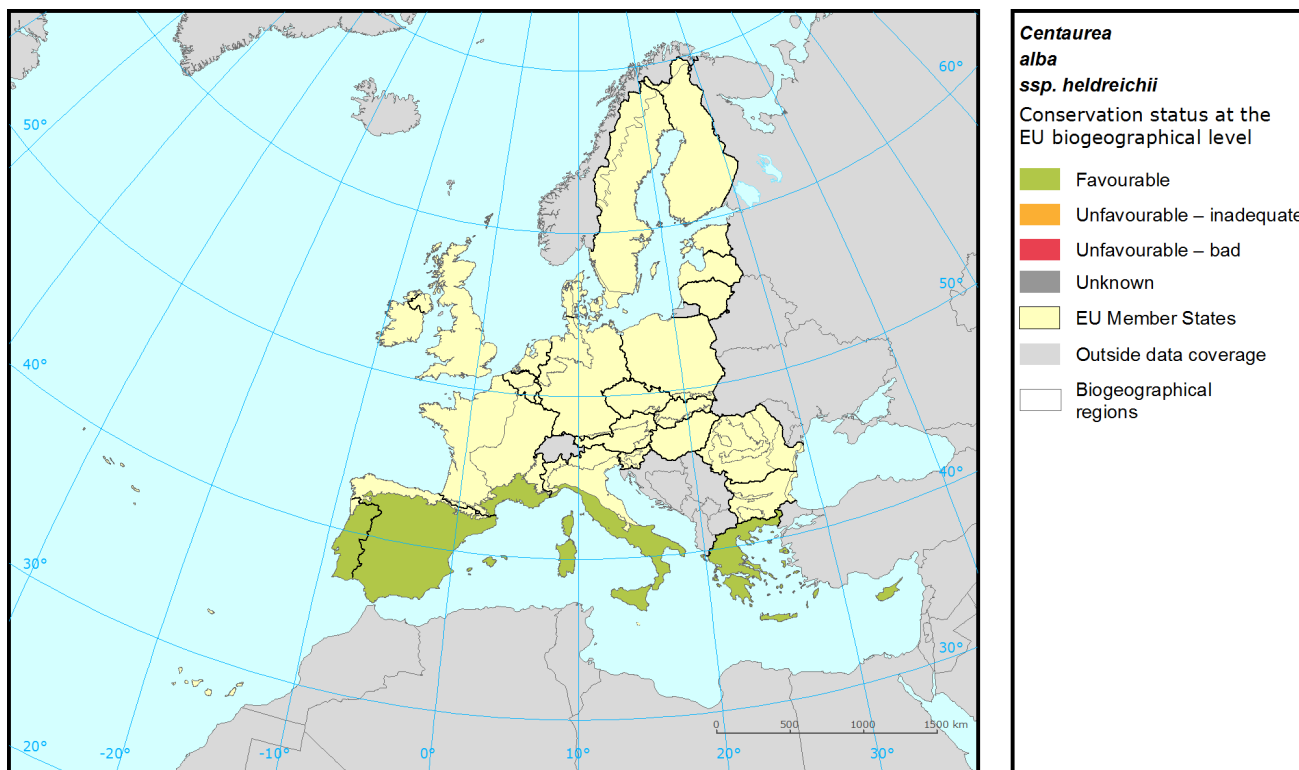 Centaurea
alba
ssp. heldreichii
Conservation status at the
EU biogeographical level
Favourable
Unfavourable – inadequate
Unfavourable – bad
Unknown
EU Member States
Outside data coverage
Biogeographical
regions
60°
50°
50°
40°
40°
30°
30°
20°
-20°
-10°
0°
10°
20°
30°
0 500 1000 1500 km